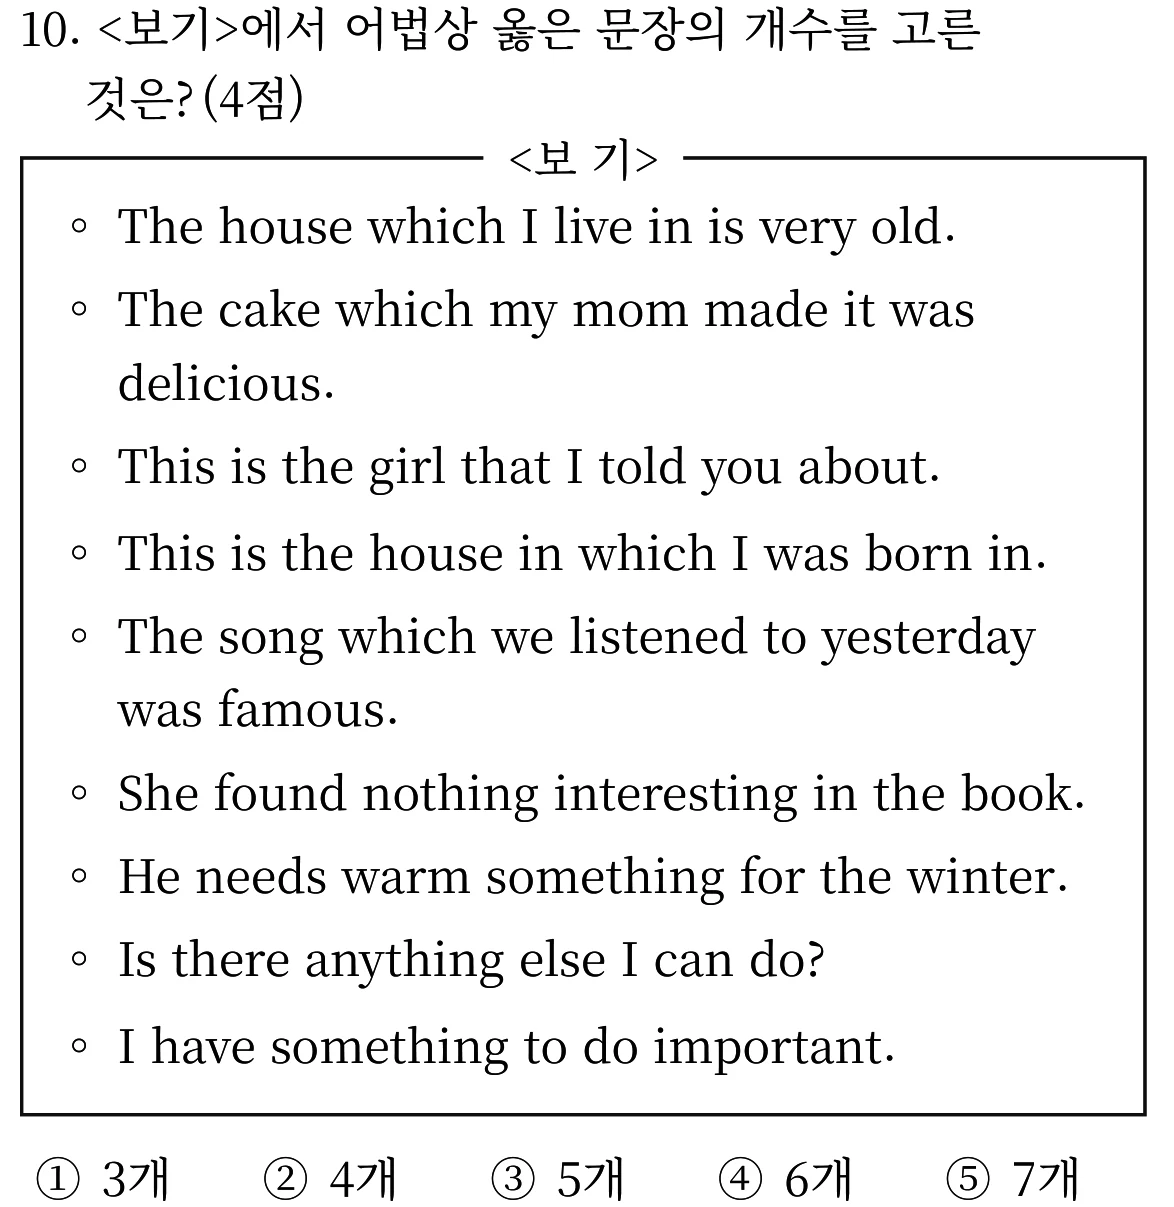 10. <보기>에서 어법상 옳은 문장의 개수를 고른
것은?(4점)
<보 기>
◦ The house which I live in is very old.
◦ The cake which my mom made it was
delicious.
◦ This is the girl that I told you about.
◦ This is the house in which I was born in.
◦ The song which we listened to yesterday
was famous.
◦ She found nothing interesting in the book.
◦ He needs warm something for the winter.
◦ Is there anything else I can do?
◦ I have something to do important.
① 3개 ② 4개 ③ 5개 ④ 6개 ⑤ 7개